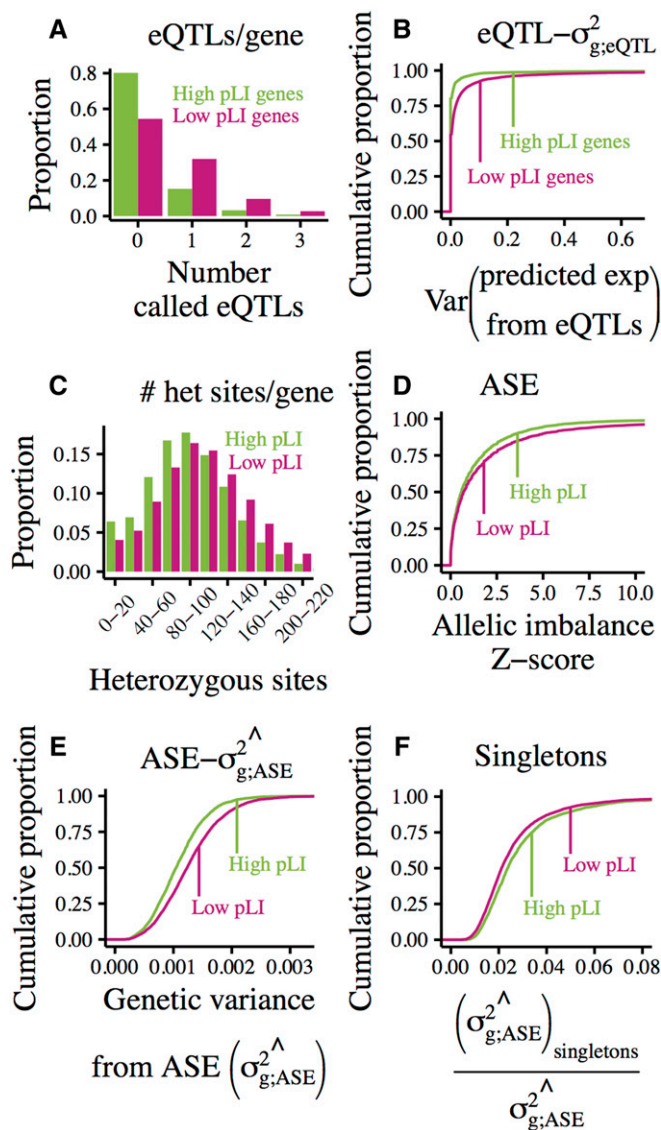 A
eQTLs/gene
Proportion
0.8
0.6
0.4
0.2
0.0
High pLI genes
Low pLI genes
0 1 2 3
Number
called eQTLs
B
eQTL−σ²g;eQTL
Cumulative proportion
1.00
0.75
0.50
0.25
0.00
High pLI genes
Low pLI genes
0.0 0.2 0.4 0.6
Var(predicted exp
from eQTLs)
C
# het sites/gene
Proportion
0.15
0.10
0.05
0.00
High pLI
Low pLI
0−20 40−60 80−100 120−140 160−180 200−220
Heterozygous sites
D
ASE
Cumulative proportion
1.00
0.75
0.50
0.25
0.00
High pLI
Low pLI
0.0 2.5 5.0 7.5 10.0
Allelic imbalance
Z−score
E
ASE−σ²^g;ASE
Cumulative proportion
1.00
0.75
0.50
0.25
0.00
High pLI
Low pLI
0.000 0.001 0.002 0.003
Genetic variance
from ASE (σ²^g;ASE)
F
Singletons
Cumulative proportion
1.00
0.75
0.50
0.25
0.00
Low pLI
High pLI
0.00 0.02 0.04 0.06 0.08
(σ²^g;ASE)singletons
σ²^g;ASE